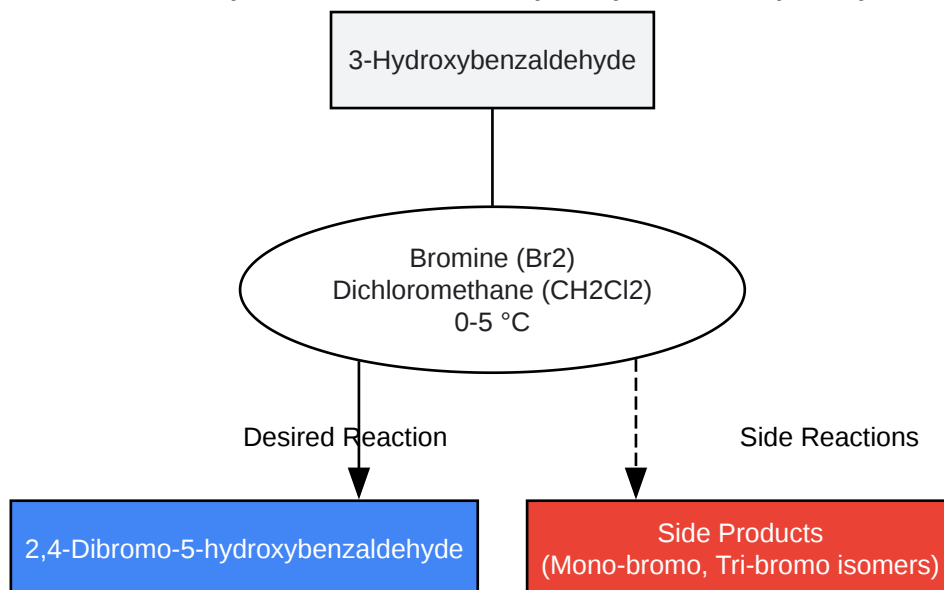 3-Hydroxybenzaldehyde
Bromine (Br2)
Dichloromethane (CH2Cl2)
0-5 °C
Desired Reaction
Side Reactions
2,4-Dibromo-5-hydroxybenzaldehyde
Side Products
(Mono-bromo, Tri-bromo isomers)